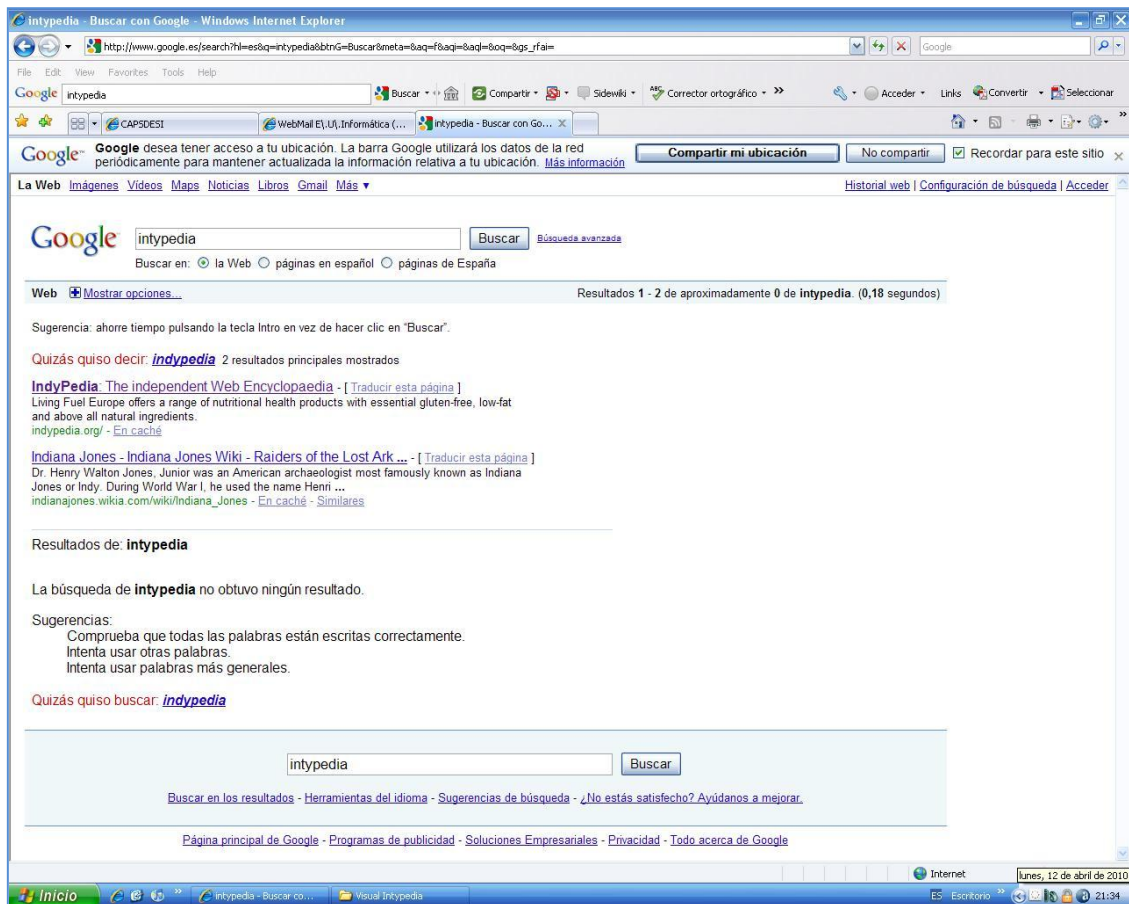 intypedia - Buscar con Google - Windows Internet Explorer
http://www.google.es/search?hl=es&q=intypedia&btnG=Buscar&meta=&aq=f&aqi=&aql=&oq=&gs_rfai=
Google
File Edit View Favorites Tools Help
Google intypedia Buscar Compartir Sidewiki Corrector ortográfico » Acceder Links Convertir Seleccionar
CAPSDESI WebMail E\.U\.Informática (... intypedia - Buscar con Go... X »
Google Google desea tener acceso a tu ubicación. La barra Google utilizará los datos de la red
periódicamente para mantener actualizada la información relativa a tu ubicación. Más información
Compartir mi ubicación No compartir Recordar para este sitio
La Web Imágenes Vídeos Maps Noticias Libros Gmail Más ▼ Historial web | Configuración de búsqueda | Acceder
Google intypedia Buscar Búsqueda avanzada
Buscar en: la Web páginas en español páginas de España
Web Mostrar opciones... Resultados 1 - 2 de aproximadamente 0 de intypedia. (0,18 segundos)
Sugerencia: ahorre tiempo pulsando la tecla Intro en vez de hacer clic en "Buscar".
Quizás quiso decir: indypedia 2 resultados principales mostrados
IndyPedia: The independent Web Encyclopaedia - [ Traducir esta página ]
Living Fuel Europe offers a range of nutritional health products with essential gluten-free, low-fat
and above all natural ingredients.
indypedia.org/ - En caché
Indiana Jones - Indiana Jones Wiki - Raiders of the Lost Ark ... - [ Traducir esta página ]
Dr. Henry Walton Jones, Junior was an American archaeologist most famously known as Indiana
Jones or Indy. During World War I, he used the name Henri ...
indianajones.wikia.com/wiki/Indiana_Jones - En caché - Similares
Resultados de: intypedia
La búsqueda de intypedia no obtuvo ningún resultado.
Sugerencias:
Comprueba que todas las palabras están escritas correctamente.
Intenta usar otras palabras.
Intenta usar palabras más generales.
Quizás quiso buscar: indypedia
intypedia Buscar
Buscar en los resultados - Herramientas del idioma - Sugerencias de búsqueda - ¿No estás satisfecho? Ayúdanos a mejorar.
Página principal de Google - Programas de publicidad - Soluciones Empresariales - Privacidad - Todo acerca de Google
Internet lunes, 12 de abril de 2010
Inicio » intypedia - Buscar co... Visual Intypedia ES Escritorio » 21:34